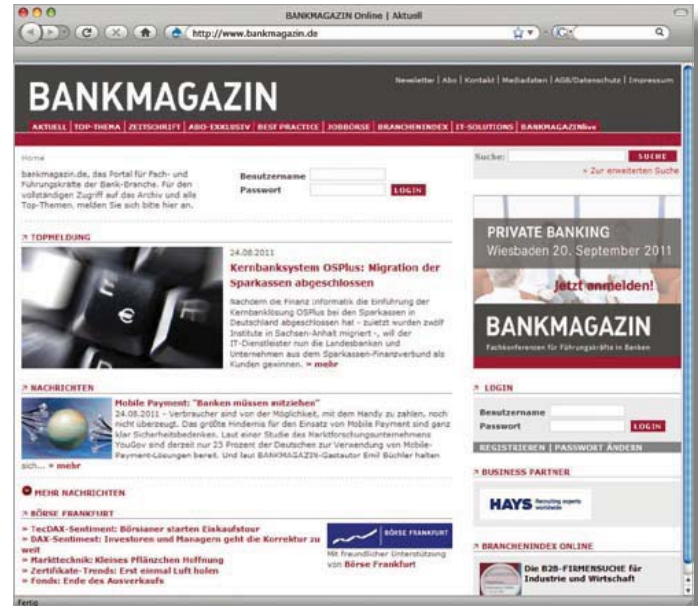 BANKMAGAZIN Online | Aktuell
http://www.bankmagazin.de
Newsletter | Abo | Kontakt | Mediadaten | AGB/Datenschutz | Impressum
BANKMAGAZIN
AKTUELL | TOP-THEMA | ZEITSCHRIFT | ABO-EXKLUSIV | BEST PRACTICE | JOBBÖRSE | BRANCHENINDEX | IT-SOLUTIONS | BANKMAGAZINlive
Home
bankmagazin.de, das Portal für Fach- und
Führungskräfte der Bank-Branche. Für den
vollständigen Zugriff auf das Archiv und alle
Top-Themen, melden Sie sich bitte hier an.
Benutzername
Passwort LOGIN
Suche: SUCHE
» Zur erweiterten Suche
TOPMELDUNG
24.08.2011
Kernbanksystem OSPlus: Migration der
Sparkassen abgeschlossen
Nachdem die Finanz Informatik die Einführung der
Kernbanklösung OSPlus bei den Sparkassen in
Deutschland abgeschlossen hat - zuletzt wurden zwölf
Institute in Sachsen-Anhalt migriert -, will der
IT-Dienstleister nun die Landesbanken und
Unternehmen aus dem Sparkassen-Finanzverbund als
Kunden gewinnen. » mehr
€
PRIVATE BANKING
Wiesbaden 20. September 2011
Jetzt anmelden!
BANKMAGAZIN
Fachkonferenzen für Führungskräfte in Banken
NACHRICHTEN
Mobile Payment: "Banken müssen mitziehen"
24.08.2011 - Verbraucher sind von der Möglichkeit, mit dem Handy zu zahlen, noch
nicht überzeugt. Das größte Hindernis für den Einsatz von Mobile Payment sind ganz
klar Sicherheitsbedenken. Laut einer Studie des Marktforschungsunternehmens
YouGov sind derzeit nur 23 Prozent der Deutschen zur Verwendung von Mobile-
Payment-Lösungen bereit. Und laut BANKMAGAZIN-Gastautor Emil Büchler halten
sich... » mehr
MEHR NACHRICHTEN
BÖRSE FRANKFURT
» TecDAX-Sentiment: Börsianer starten Einkaufstour
» DAX-Sentiment: Investoren und Managern geht die Korrektur zu
weit
» Markttechnik: Kleines Pflänzchen Hoffnung
» Zertifikate-Trends: Erst einmal Luft holen
» Fonds: Ende des Ausverkaufs
BÖRSE FRANKFURT
Mit freundlicher Unterstützung
von Börse Frankfurt
LOGIN
Benutzername
Passwort LOGIN
REGISTRIEREN | PASSWORT ÄNDERN
BUSINESS PARTNER
HAYS Recruiting experts
worldwide
BRANCHENINDEX ONLINE
Die B2B-FIRMENSUCHE für
Industrie und Wirtschaft
Fertig